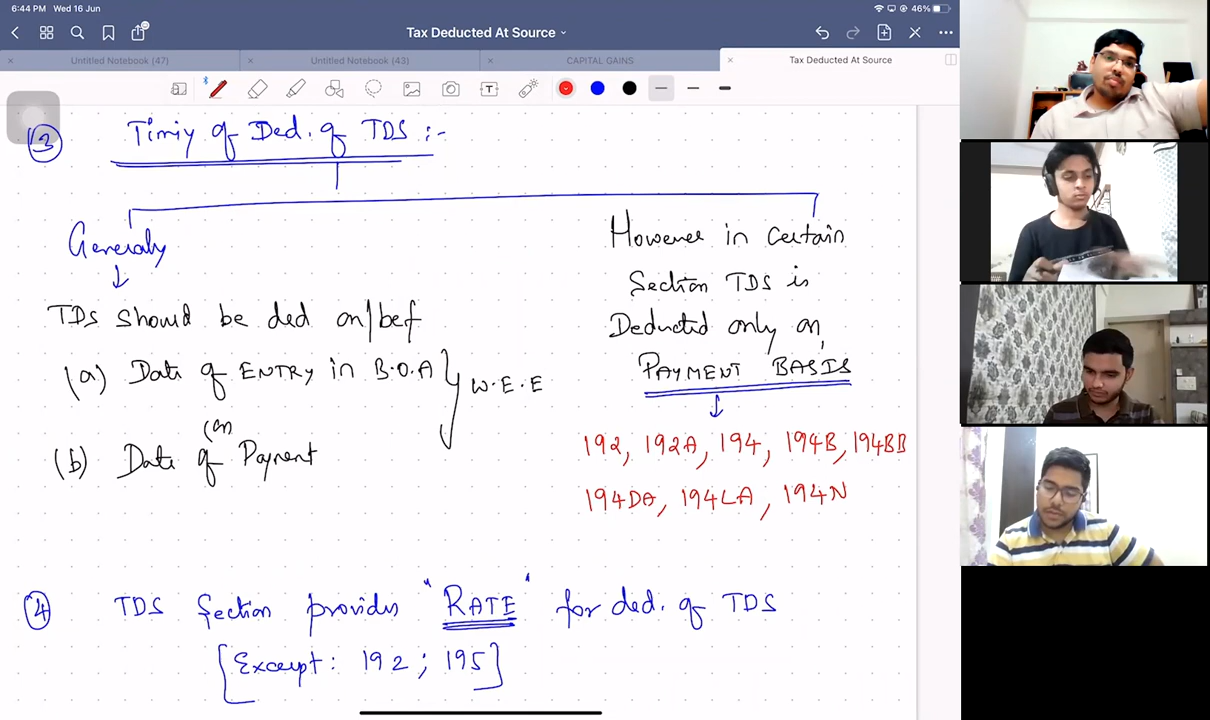 6:44 PM Wed 16 Jun
46%
Tax Deducted At Source
Untitled Notebook (47)
Untitled Notebook (43)
CAPITAL GAINS
Tax Deducted At Source
③ Timiy of Ded. of TDS :-
Generaly
TDS should be ded on/bef
(a) Date of ENTRY in B.O.A
W.E.E
(or)
(b) Date of Payment
However in certain
Section TDS is
Deducted only on
PAYMENT BASIS
192, 192A, 194, 194B, 194BB
194DA, 194LA, 194N
④ TDS Section provides "RATE" for ded. of TDS
[Except: 192; 195]